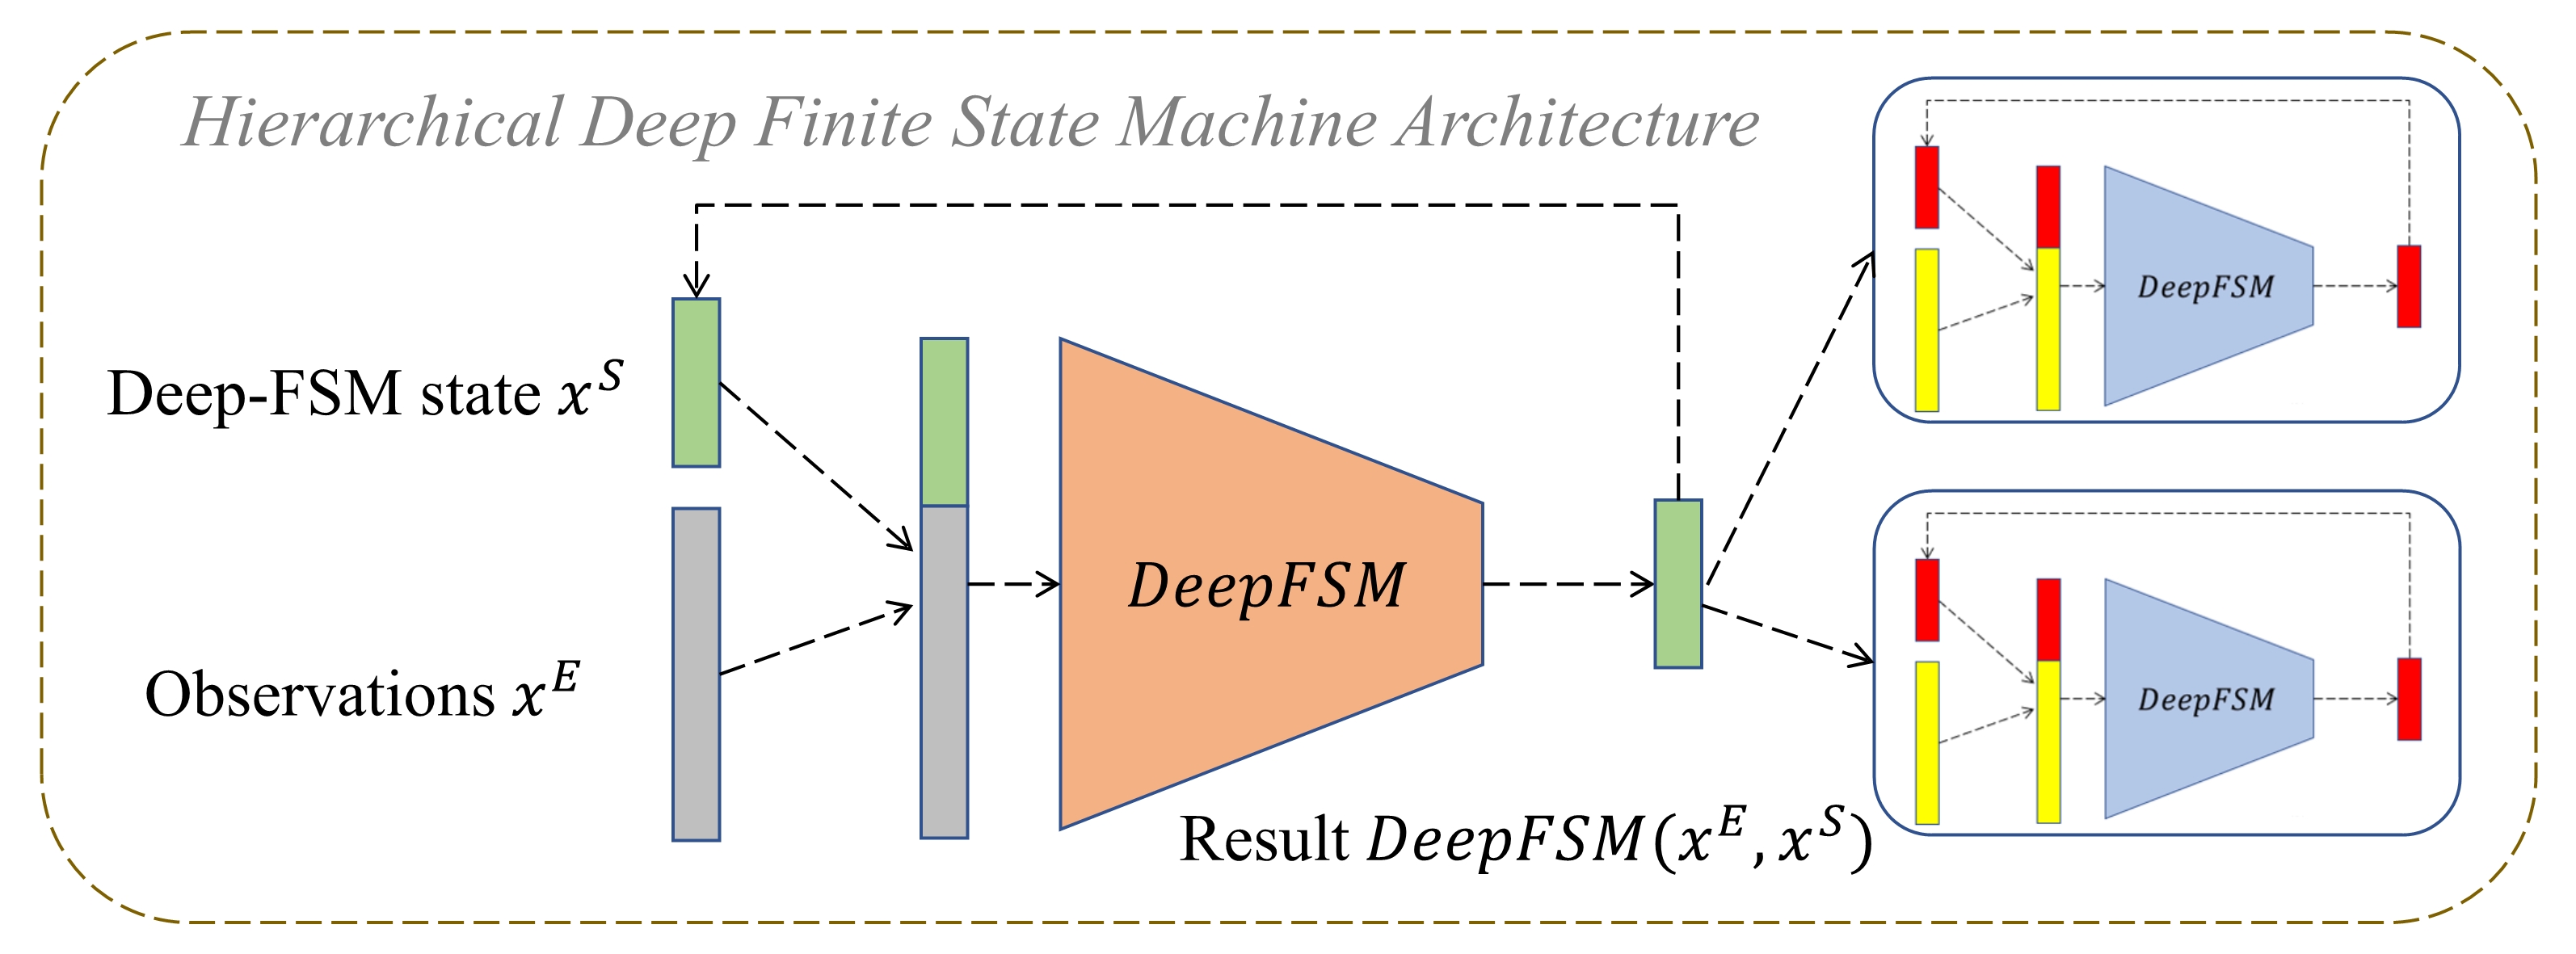 Hierarchical Deep Finite State Machine Architecture
DeepFSM
Deep-FSM state x^S
DeepFSM
Observations x^E
DeepFSM
Result DeepFSM(x^E, x^S)